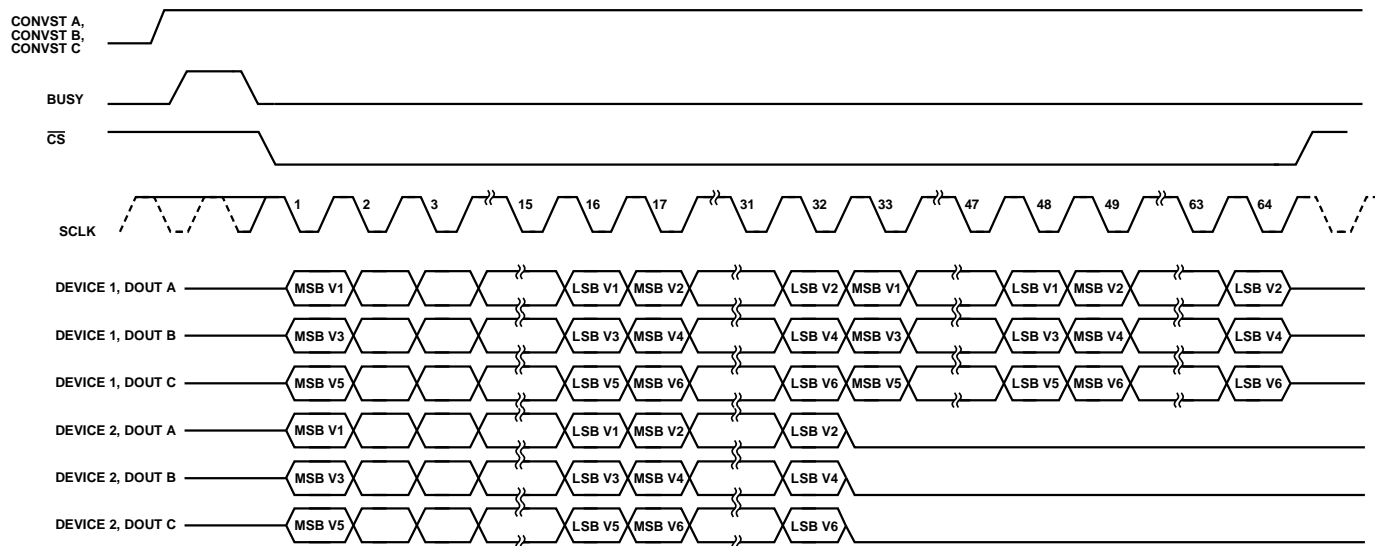 CONVST A,
CONVST B,
CONVST C
BUSY
CS
SCLK
1 2 3 15 16 17 31 32 33 47 48 49 63 64
DEVICE 1, DOUT A MSB V1 LSB V1 MSB V2 LSB V2 MSB V1 LSB V1 MSB V2 LSB V2
DEVICE 1, DOUT B MSB V3 LSB V3 MSB V4 LSB V4 MSB V3 LSB V3 MSB V4 LSB V4
DEVICE 1, DOUT C MSB V5 LSB V5 MSB V6 LSB V6 MSB V5 LSB V5 MSB V6 LSB V6
DEVICE 2, DOUT A MSB V1 LSB V1 MSB V2 LSB V2
DEVICE 2, DOUT B MSB V3 LSB V3 MSB V4 LSB V4
DEVICE 2, DOUT C MSB V5 LSB V5 MSB V6 LSB V6